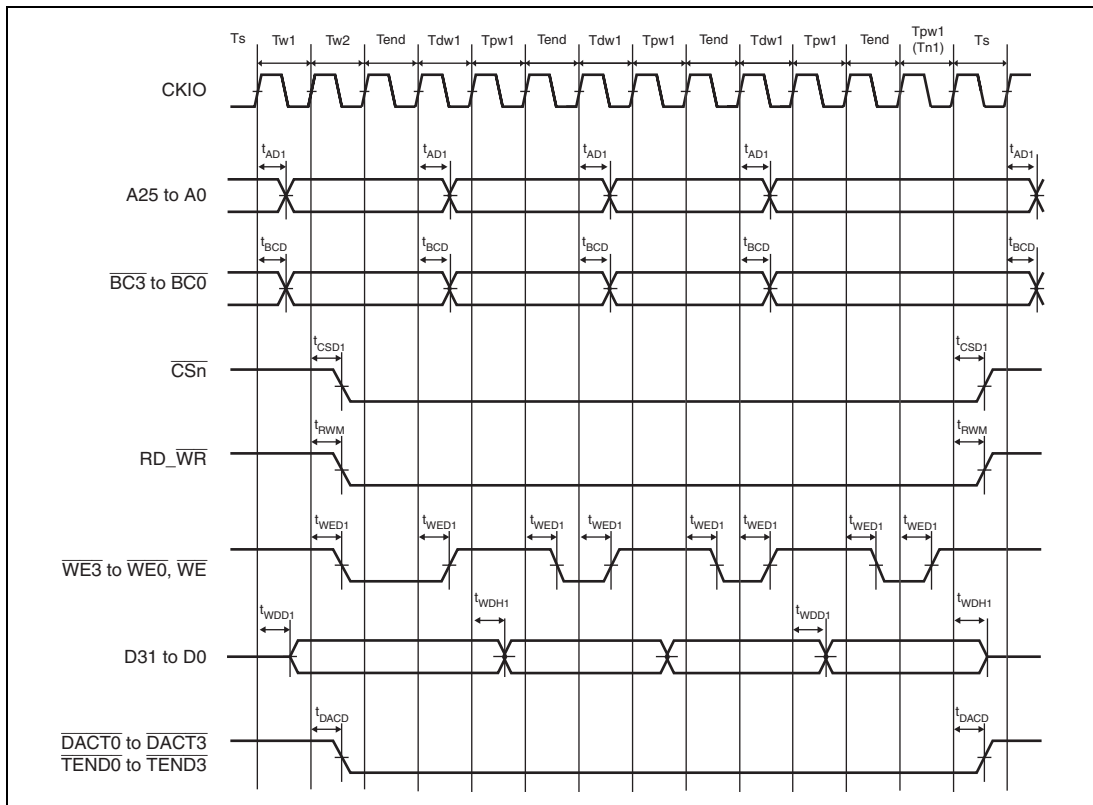 Ts Tw1 Tw2 Tend Tdw1 Tpw1 Tend Tdw1 Tpw1 Tend Tdw1 Tpw1 Tend Tpw1 Ts
(Tn1)
CKIO
tAD1 tAD1 tAD1 tAD1 tAD1
A25 to A0
tBCD tBCD tBCD tBCD tBCD
BC3 to BC0
tCSD1 tCSD1
CSn
tRWM tRWM
RD_WR
tWED1 tWED1 tWED1 tWED1 tWED1 tWED1 tWED1 tWED1
WE3 to WE0, WE
tWDD1 tWDH1 tWDD1 tWDH1
D31 to D0
tDACD tDACD
DACT0 to DACT3
TEND0 to TEND3